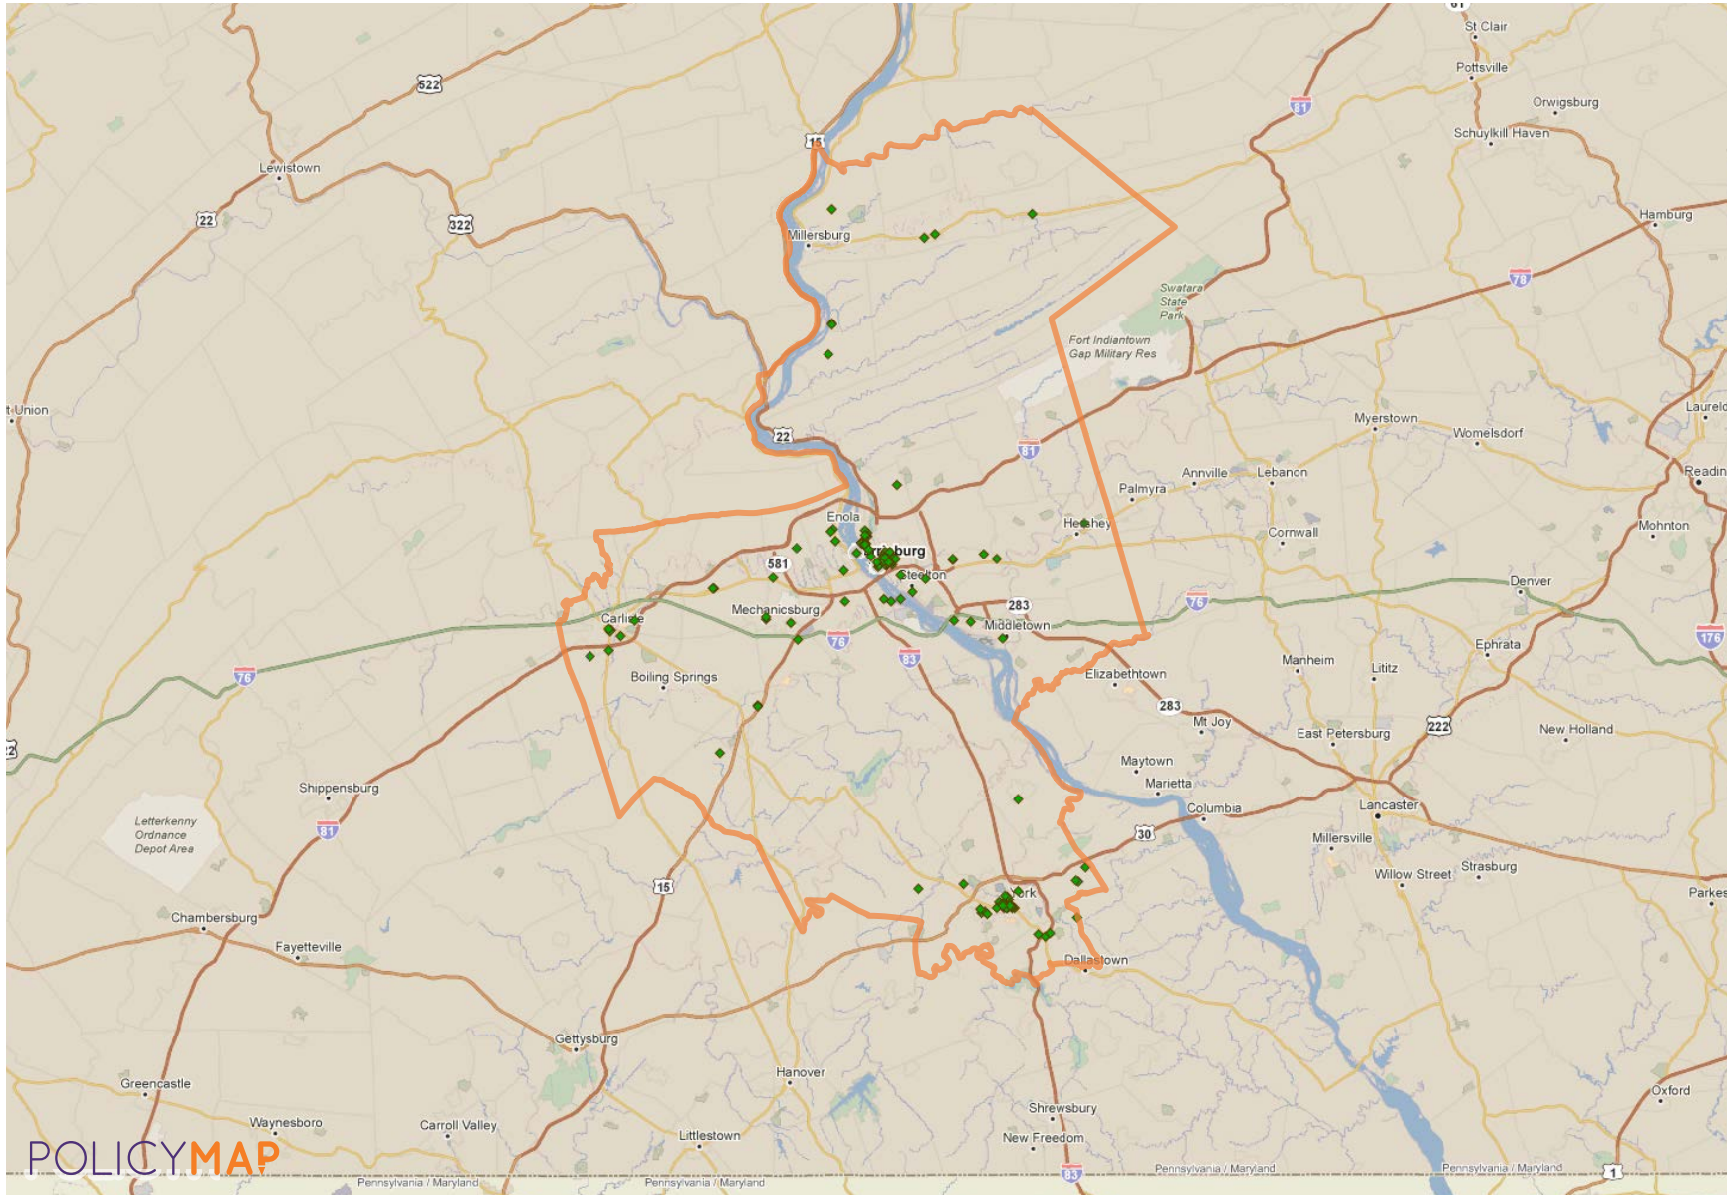 61
St Clair
Pottsville
522
81
Orwigsburg
15
Schuylkill Haven
Lewistown
22
322
Hamburg
Millersburg
78
Swatara
State
Park
Fort Indiantown
Gap Military Res
t Union
Laureld
22
Myerstown
Womelsdorf
81
Annville
Lebanon
Readin
Palmyra
Enola
Hershey
Cornwall
Mohnton
581
Steelton
Denver
Mechanicsburg
283
76
Carlisle
Middletown
76
83
176
Ephrata
76
Manheim
Lititz
Boiling Springs
Elizabethtown
283
Mt Joy
222
New Holland
East Petersburg
22
Maytown
Marietta
Shippensburg
Columbia
Lancaster
Letterkenny
Ordnance
Depot Area
81
30
Millersville
Strasburg
15
Willow Street
York
Parkes
Chambersburg
Fayetteville
Dallastown
Gettysburg
Hanover
Greencastle
Oxford
Shrewsbury
Waynesboro
Carroll Valley
Littlestown
New Freedom
POLICYMAP
83
Pennsylvania / Maryland
Pennsylvania / Maryland
1
Pennsylvania / Maryland
Pennsylvania / Maryland